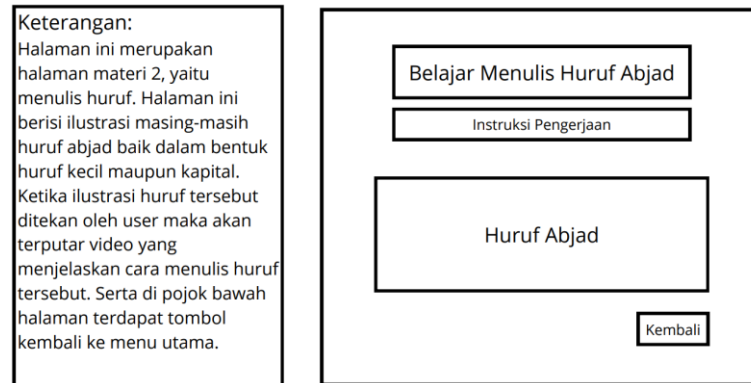 Keterangan:
Halaman ini merupakan
halaman materi 2, yaitu
menulis huruf. Halaman ini
berisi ilustrasi masing-masih
huruf abjad baik dalam bentuk
huruf kecil maupun kapital.
Ketika ilustrasi huruf tersebut
ditekan oleh user maka akan
terputar video yang
menjelaskan cara menulis huruf
tersebut. Serta di pojok bawah
halaman terdapat tombol
kembali ke menu utama.
Belajar Menulis Huruf Abjad
Instruksi Pengerjaan
Huruf Abjad
Kembali